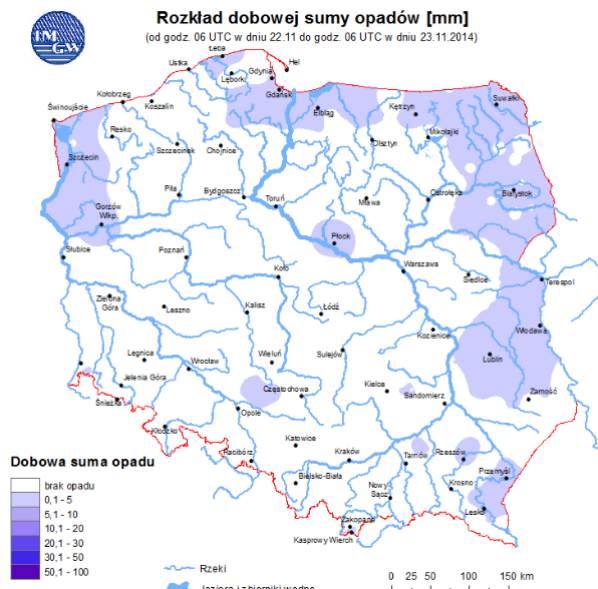 IM
GW
Rozkład dobowej sumy opadów [mm]
(od godz. 06 UTC w dniu 22.11 do godz. 06 UTC w dniu 23.11.2014)
Łeba
Ustka
Hel
Lębork
Gdynia
Gdańsk
Kołobrzeg
Koszalin
Elbląg
Kętrzyn
Suwałki
Świnoujście
Resko
Szczecinek
Chojnice
Olsztyn
Mikołajki
Szczecin
Piła
Bydgoszcz
Toruń
Mława
Ostrołęka
Białystok
Gorzów
Wlkp.
Płock
Słubice
Poznań
Koło
Warszawa
Siedlce
Terespol
Zielona
Góra
Leszno
Kalisz
Łódź
Kozienice
Włodawa
Legnica
Wrocław
Wieluń
Sulejów
Lublin
Jelenia Góra
Częstochowa
Kielce
Sandomierz
Zamość
Śnieżka
Opole
Kłodzko
Racibórz
Katowice
Kraków
Tarnów
Rzeszów
Przemyśl
Bielsko-Biała
Nowy
Sącz
Krosno
Lesko
Zakopane
Kasprowy Wierch
Dobowa suma opadu
brak opadu
0,1 - 5
5,1 - 10
10,1 - 20
20,1 - 30
30,1 - 50
50,1 - 100
Rzeki
Jeziora i zbiorniki wodne
0 25 50 100 150 km